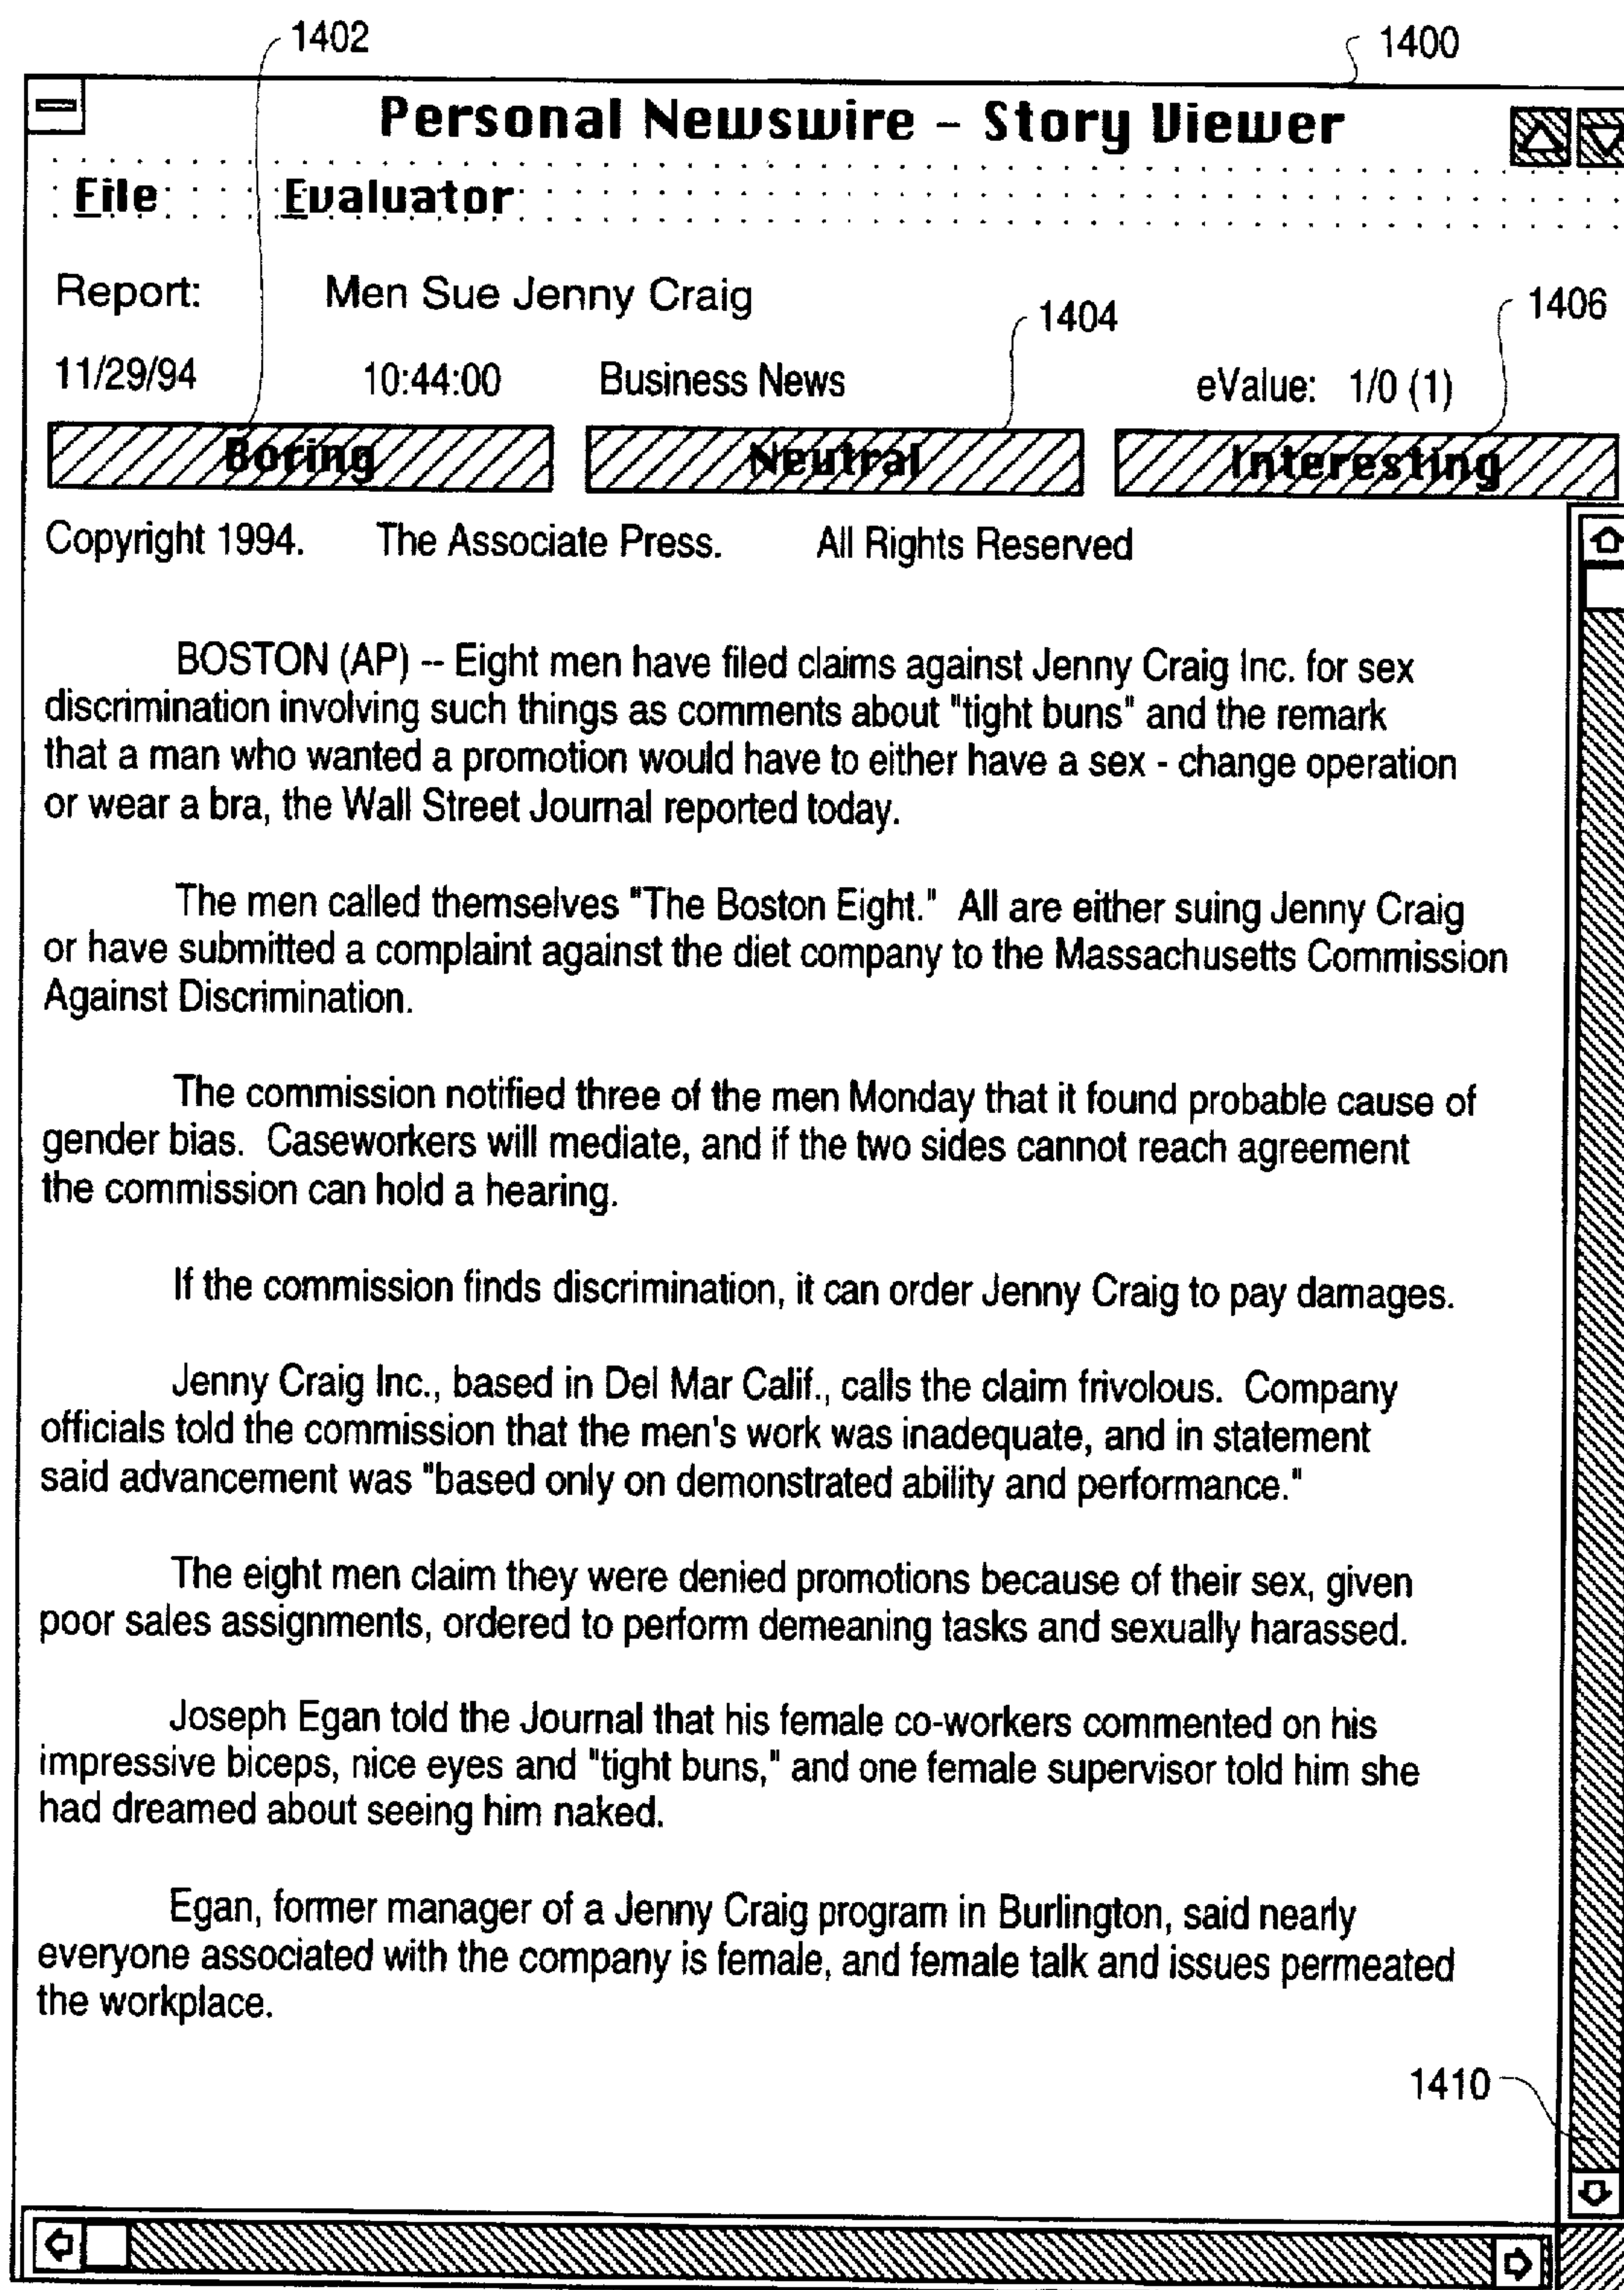 1402
1400
Personal Newswire - Story Viewer
File Evaluator
Report: Men Sue Jenny Craig
1404
1406
11/29/94 10:44:00 Business News eValue: 1/0 (1)
Boring Neutral Interesting
Copyright 1994. The Associate Press. All Rights Reserved
BOSTON (AP) -- Eight men have filed claims against Jenny Craig Inc. for sex
discrimination involving such things as comments about "tight buns" and the remark
that a man who wanted a promotion would have to either have a sex - change operation
or wear a bra, the Wall Street Journal reported today.
The men called themselves "The Boston Eight." All are either suing Jenny Craig
or have submitted a complaint against the diet company to the Massachusetts Commission
Against Discrimination.
The commission notified three of the men Monday that it found probable cause of
gender bias. Caseworkers will mediate, and if the two sides cannot reach agreement
the commission can hold a hearing.
If the commission finds discrimination, it can order Jenny Craig to pay damages.
Jenny Craig Inc., based in Del Mar Calif., calls the claim frivolous. Company
officials told the commission that the men's work was inadequate, and in statement
said advancement was "based only on demonstrated ability and performance."
The eight men claim they were denied promotions because of their sex, given
poor sales assignments, ordered to perform demeaning tasks and sexually harassed.
Joseph Egan told the Journal that his female co-workers commented on his
impressive biceps, nice eyes and "tight buns," and one female supervisor told him she
had dreamed about seeing him naked.
Egan, former manager of a Jenny Craig program in Burlington, said nearly
everyone associated with the company is female, and female talk and issues permeated
the workplace.
1410